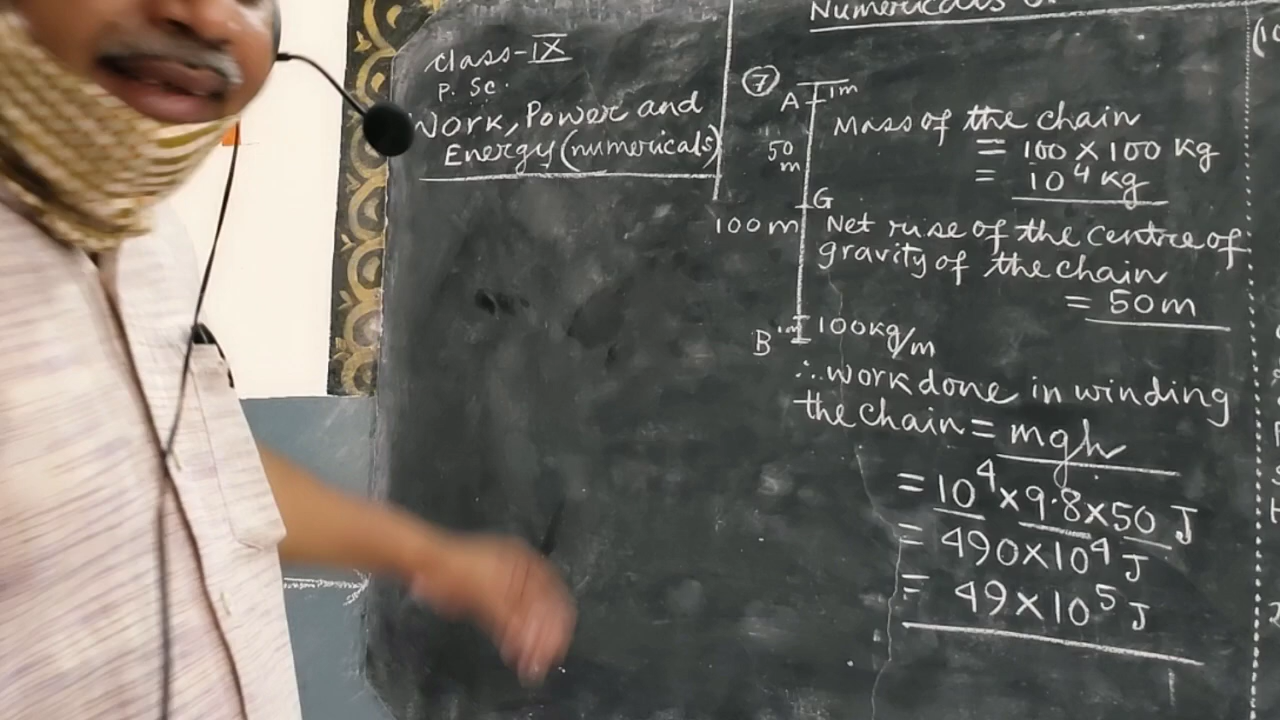 Class-IX
P. Sc.
Work, Power and
Energy (numericals)
Numericals
7
A 1m
50
m
G
100m
1m 100kg/m
B
Mass of the chain
= 100 X 100 Kg
= 10⁴ kg
Net rise of the centre of
gravity of the chain
= 50m
∴ work done in winding
the chain = mgh
= 10⁴ x 9.8 x 50 J
= 490 x 10⁴ J
= 49 X 10⁵ J